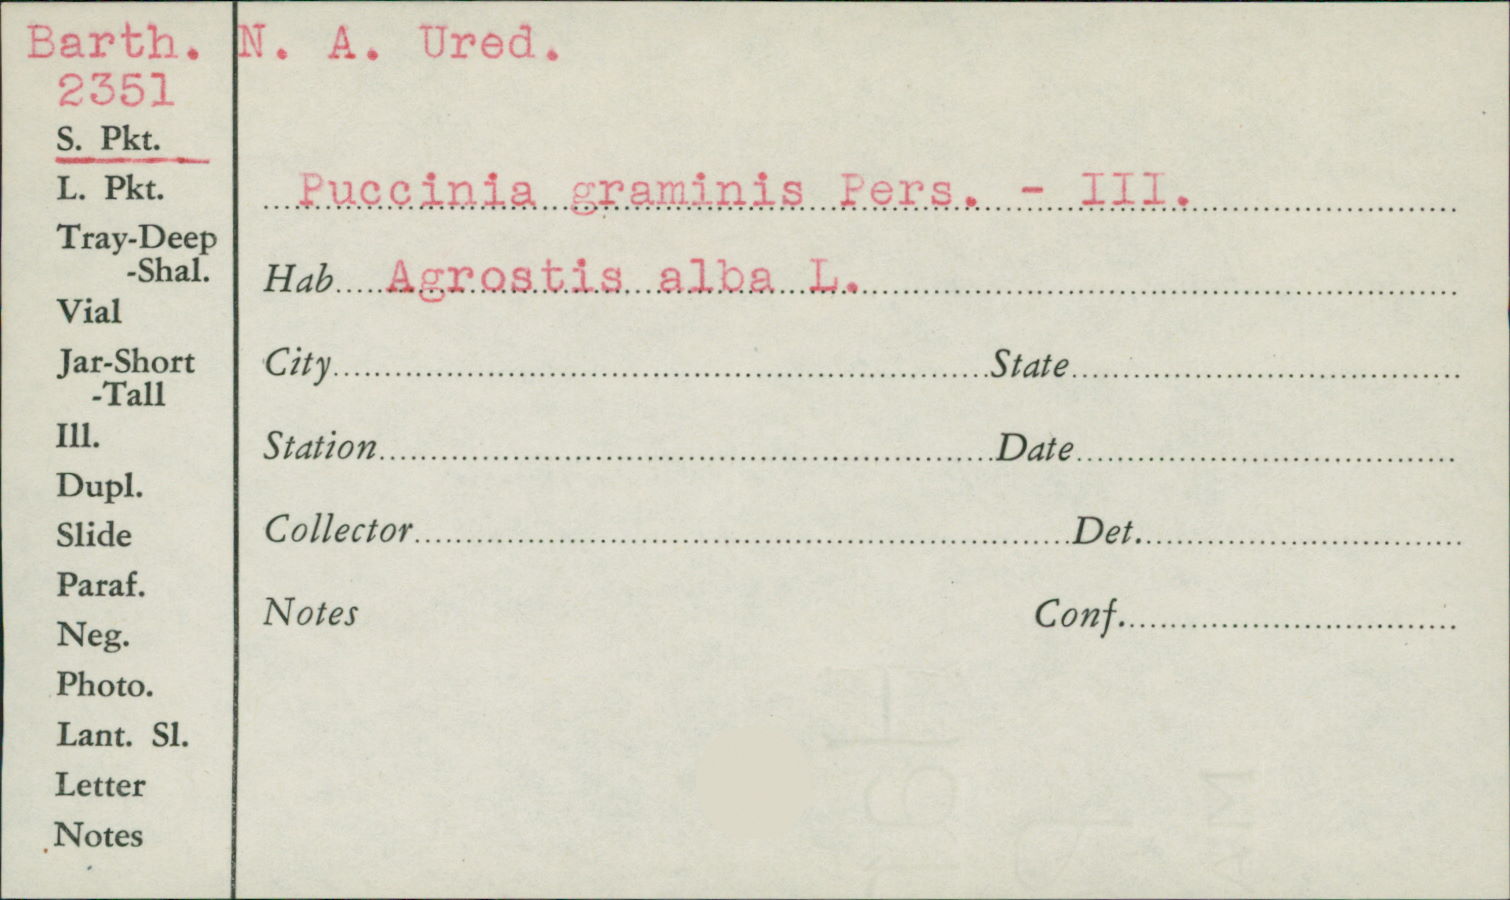 Barth. N. A. Ured.
2351
S. Pkt.
L. Pkt.
Tray-Deep
-Shal.
Vial
Jar-Short
-Tall
Ill.
Dupl.
Slide
Paraf.
Neg.
Photo.
Lant. Sl.
Letter
Notes
Puccinia graminis Pers. - III.
Hab Agrostis alba L.
City State
Station Date
Collector Det.
Notes Conf.